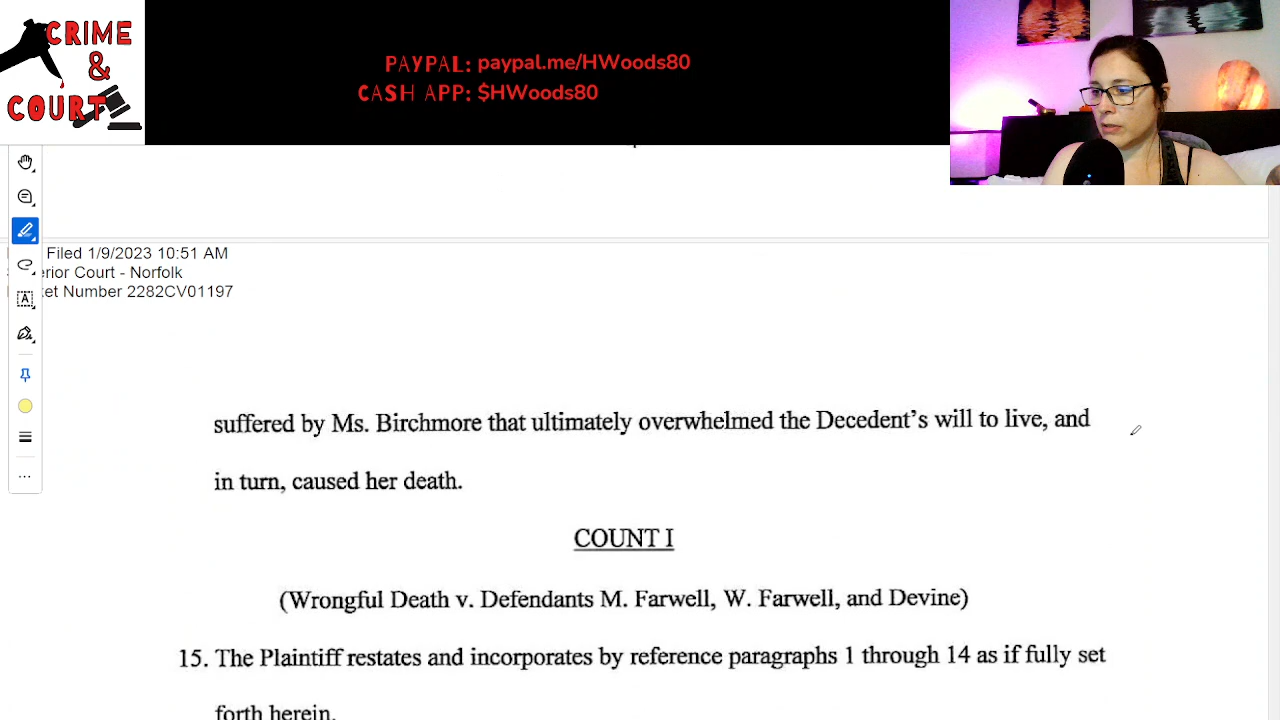 CRIME
&
COURT
PAYPAL: paypal.me/HWoods80
CASH APP: $HWoods80
Filed 1/9/2023 10:51 AM
erior Court - Norfolk
et Number 2282CV01197
suffered by Ms. Birchmore that ultimately overwhelmed the Decedent's will to live, and
in turn, caused her death.
COUNT I
(Wrongful Death v. Defendants M. Farwell, W. Farwell, and Devine)
15. The Plaintiff restates and incorporates by reference paragraphs 1 through 14 as if fully set
forth herein.